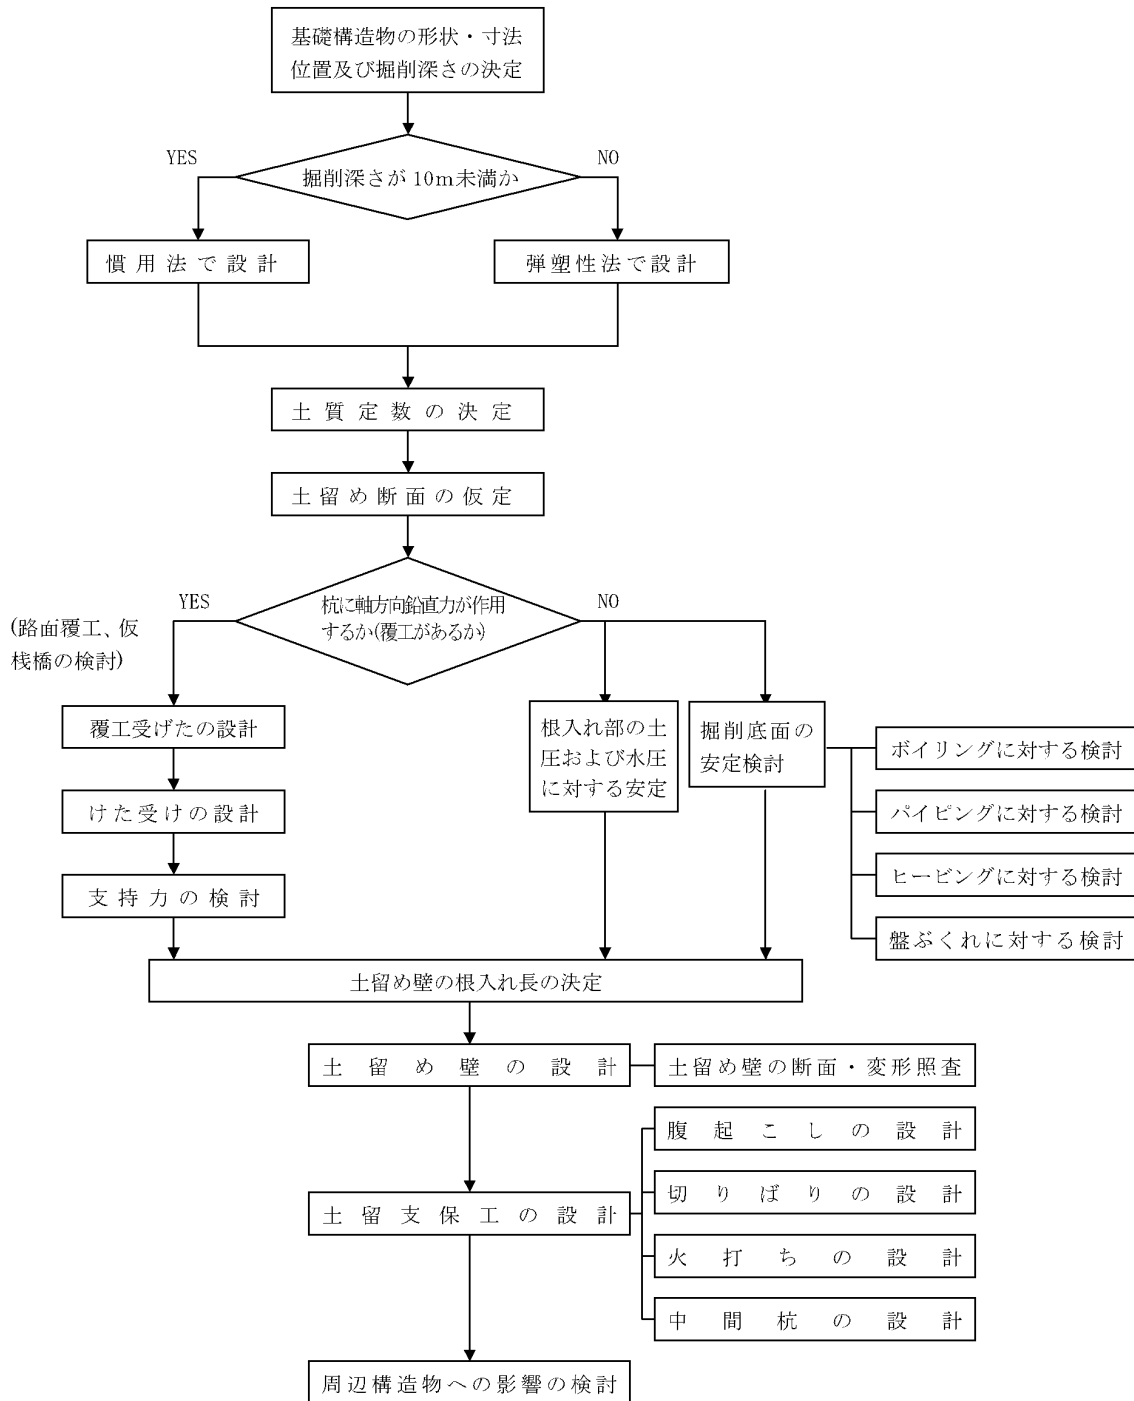 基礎構造物の形状・寸法
位置及び掘削深さの決定
YES
NO
掘削深さが10m未満か
慣用法で設計
弾塑性法で設計
土質定数の決定
土留め断面の仮定
YES
NO
杭に軸方向鉛直力が作用
するか(覆工があるか)
(路面覆工、仮
桟橋の検討)
覆工受げたの設計
けた受けの設計
支持力の検討
根入れ部の土
圧および水圧
に対する安定
掘削底面の
安定検討
ボイリングに対する検討
パイピングに対する検討
ヒービングに対する検討
盤ぶくれに対する検討
土留め壁の根入れ長の決定
土留め壁の設計
土留め壁の断面・変形照査
腹起こしの設計
切りばりの設計
土留支保工の設計
火打ちの設計
中間杭の設計
周辺構造物への影響の検討